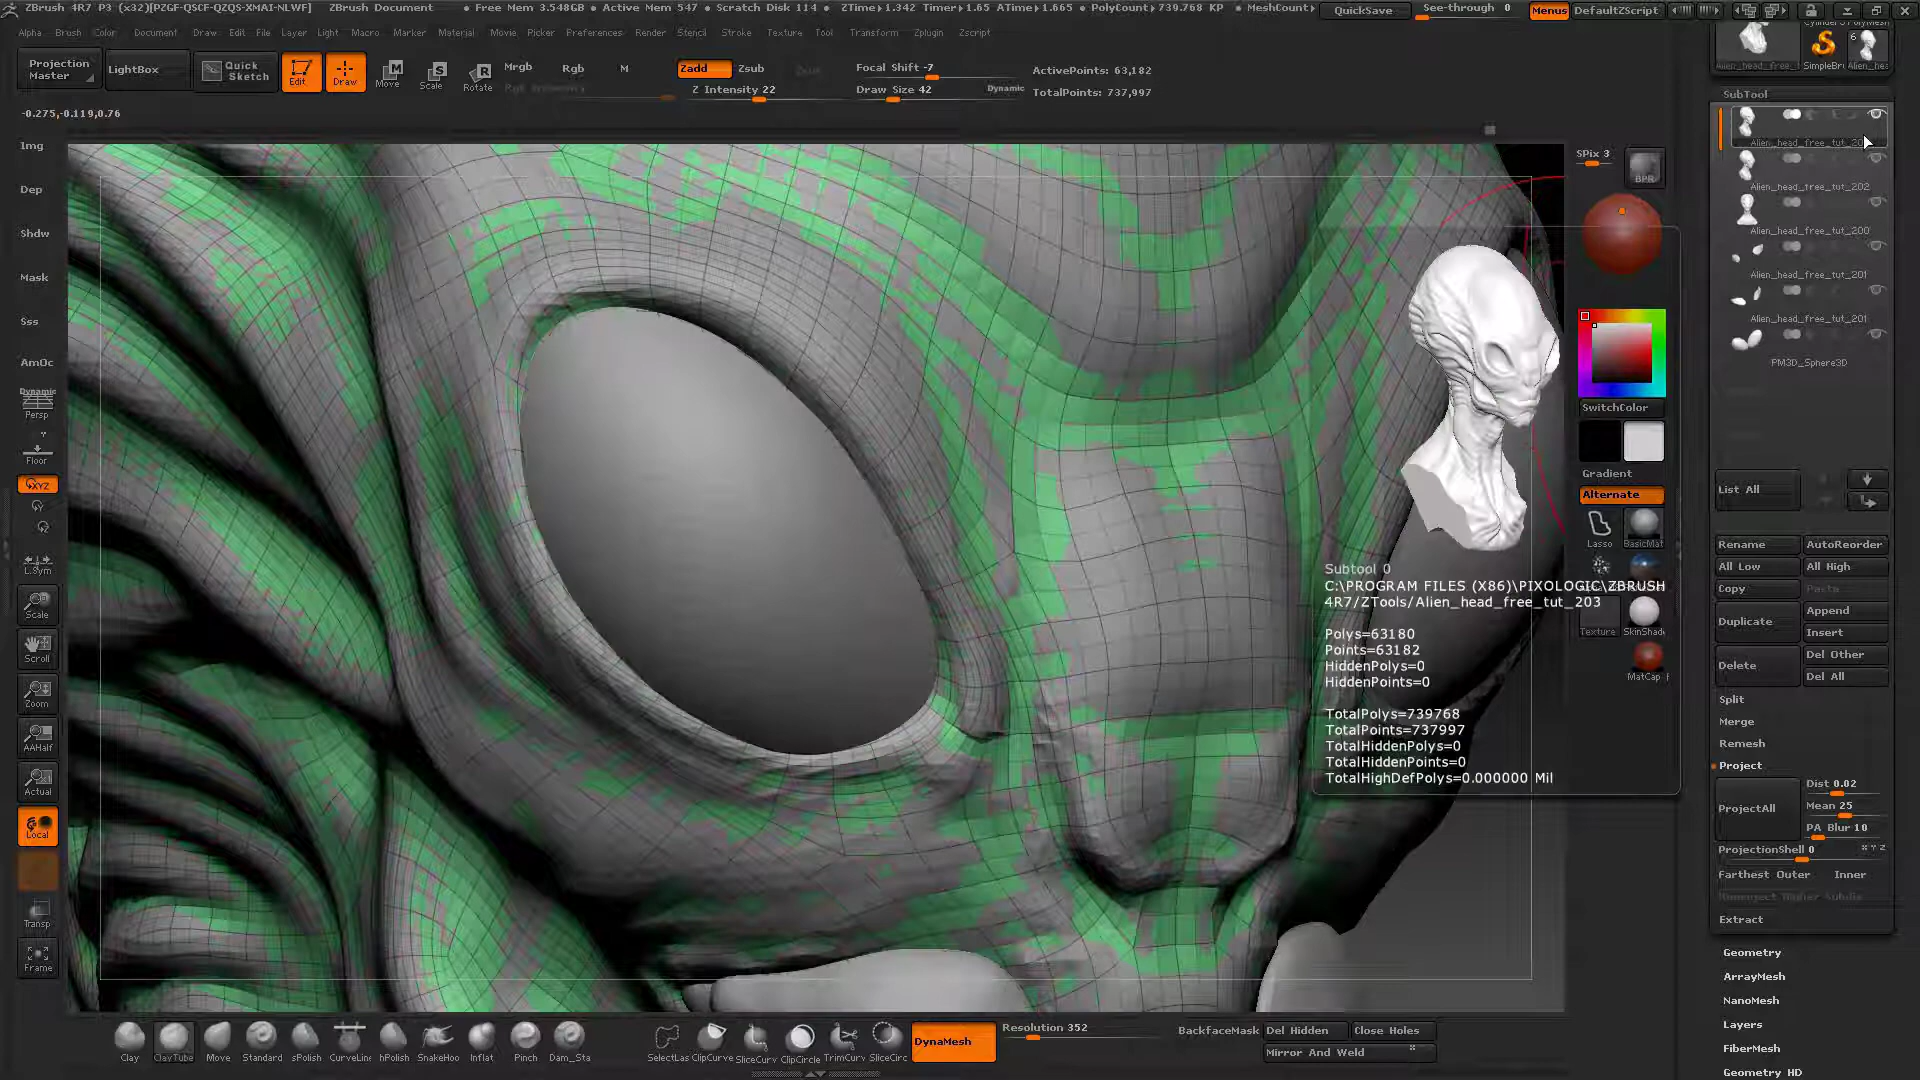 ZBrush 4R7 P3 (x32)[PZGF-QSCF-QZQS-XMAI-NLWF] ZBrush Document • Free Mem 3.548GB • Active Mem 547 • Scratch Disk 114 • ZTime▸1.342 Timer▸1.65 ATime▸1.665 • PolyCount▸739.768 KP • MeshCount▸ QuickSave See-through 0 Menus DefaultZScript
Alpha Brush Color Document Draw Edit File Layer Light Macro Marker Material Movie Picker Preferences Render Stencil Stroke Texture Tool Transform Zplugin Zscript
Projection Master
LightBox
Quick Sketch
Edit
Draw
Move
Scale
Rotate
Mrgb Rgb M
Zadd Zsub
Z Intensity 22
Focal Shift -7
Draw Size 42 Dynamic
ActivePoints: 63,182
TotalPoints: 737,997
-0.275,-0.119,0.76
Img
Dep
Shdw
Mask
Sss
AmOc
Dynamic
Persp
Floor
XYZ
L.Sym
Scale
Scroll
Zoom
AAHalf
Actual
Local
Transp
Frame
SPix 3
BPR
SwitchColor
Gradient
Alternate
Lasso
BasicMat
Texture
SkinShade
MatCap
Subtool 0
C:\PROGRAM FILES (X86)\PIXOLOGIC\ZBRUSH
4R7/ZTools/Alien_head_free_tut_203
Polys=63180
Points=63182
HiddenPolys=0
HiddenPoints=0
TotalPolys=739768
TotalPoints=737997
TotalHiddenPolys=0
TotalHiddenPoints=0
TotalHighDefPolys=0.000000 Mil
Alien_head_free_ SimpleBru Alien_hea
6
SubTool
Alien_head_free_tut_20
Alien_head_free_tut_202
Alien_head_free_tut_200
Alien_head_free_tut_201
Alien_head_free_tut_201
PM3D_Sphere3D
List All
Rename AutoReorder
All Low All High
Copy Paste
Duplicate
Append
Insert
Delete
Del Other
Del All
Split
Merge
Remesh
Project
ProjectAll
Dist 0.02
Mean 25
PA Blur 10
ProjectionShell 0 X Y Z
Farthest Outer Inner
Extract
Geometry
ArrayMesh
NanoMesh
Layers
FiberMesh
Geometry HD
Clay ClayTube Move Standard sPolish CurveLine hPolish SnakeHoo Inflat Pinch Dam_Sta
SelectLas ClipCurve SliceCurv ClipCircle TrimCurv SliceCirc
DynaMesh
Resolution 352
BackfaceMask Del Hidden Close Holes
Mirror And Weld